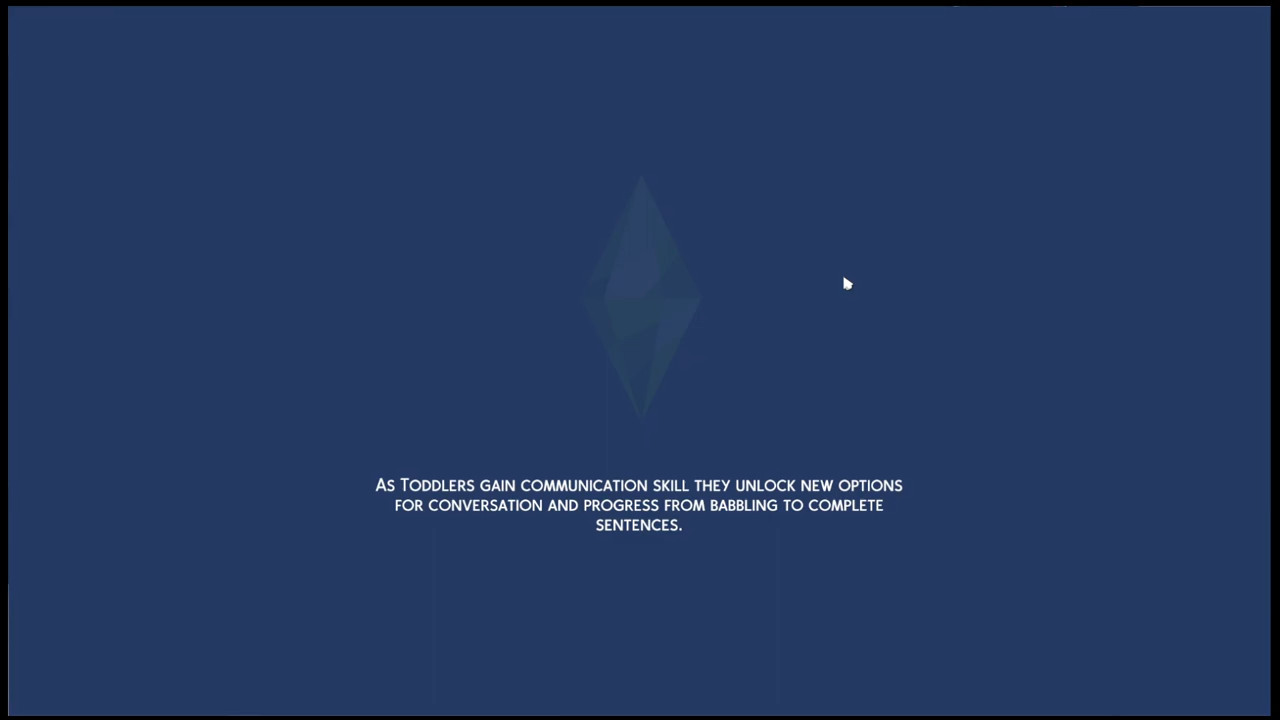 As Toddlers gain communication skill they unlock new options
for conversation and progress from babbling to complete
sentences.